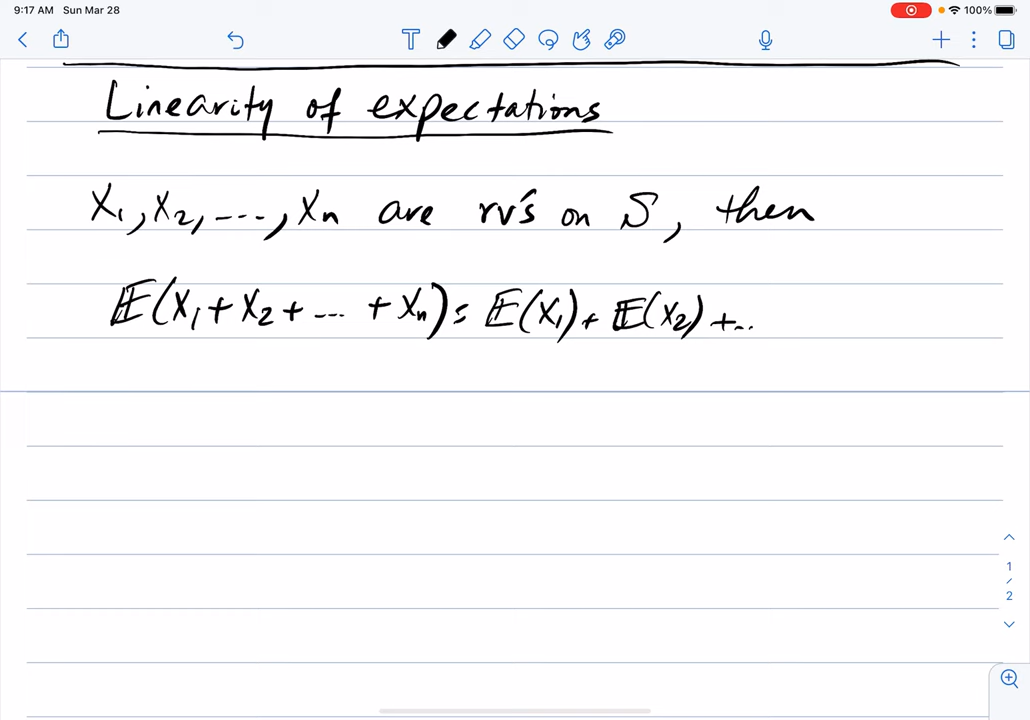 9:17 AM Sun Mar 28 100%
Linearity of expectations
X₁, X₂, ...., Xn are rv's on S, then
𝔼(X₁ + X₂ + ... + Xn) = 𝔼(X₁) + 𝔼(X₂) + ..
1
/
2